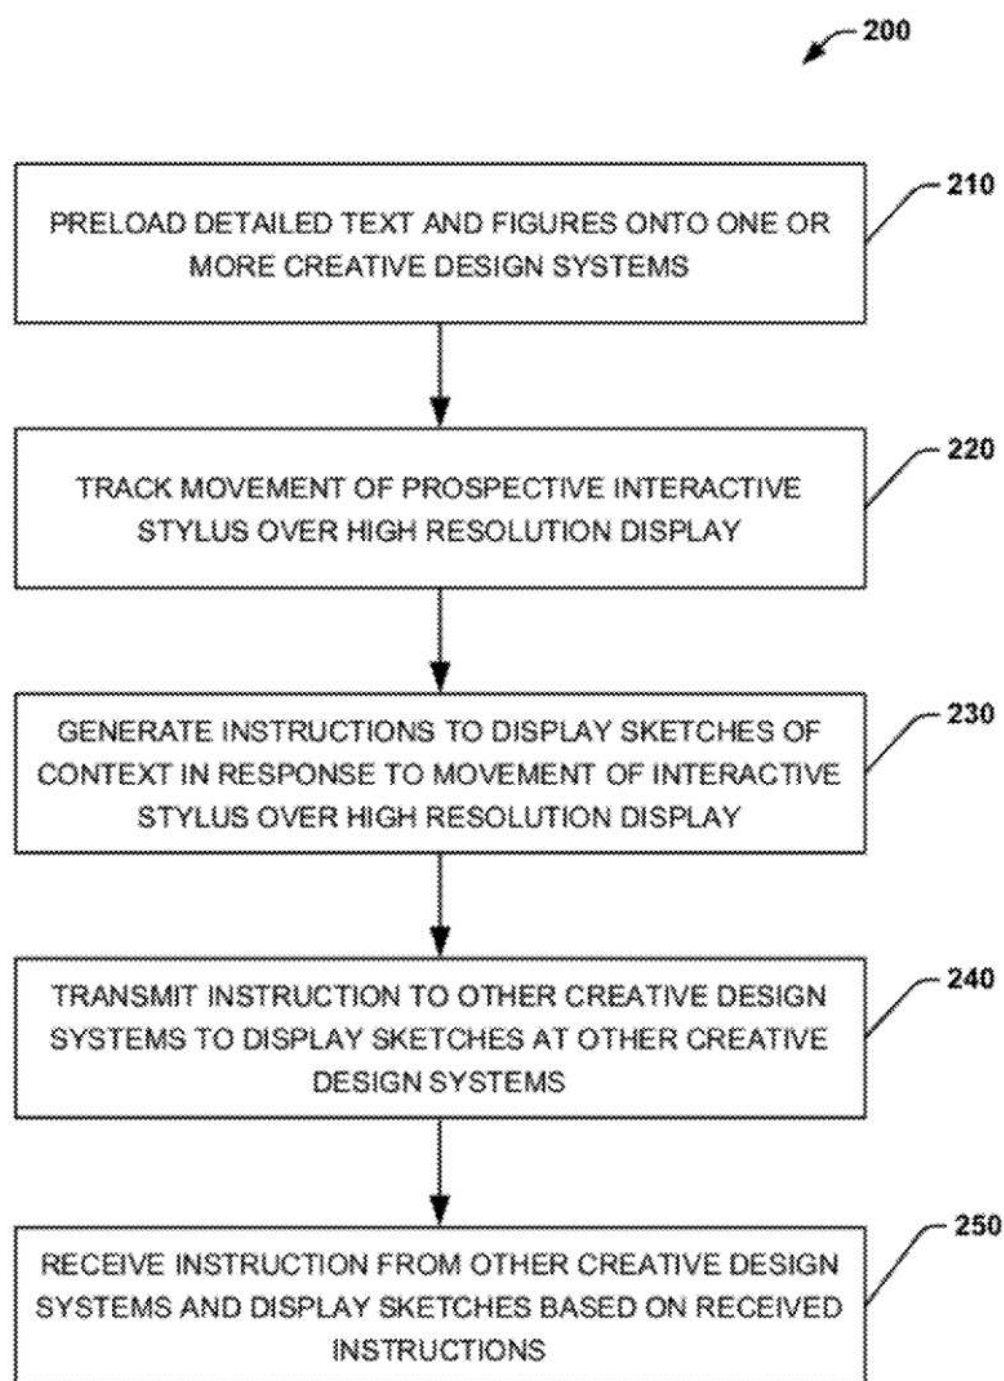 200
210
PRELOAD DETAILED TEXT AND FIGURES ONTO ONE OR
MORE CREATIVE DESIGN SYSTEMS
220
TRACK MOVEMENT OF PROSPECTIVE INTERACTIVE
STYLUS OVER HIGH RESOLUTION DISPLAY
230
GENERATE INSTRUCTIONS TO DISPLAY SKETCHES OF
CONTEXT IN RESPONSE TO MOVEMENT OF INTERACTIVE
STYLUS OVER HIGH RESOLUTION DISPLAY
240
TRANSMIT INSTRUCTION TO OTHER CREATIVE DESIGN
SYSTEMS TO DISPLAY SKETCHES AT OTHER CREATIVE
DESIGN SYSTEMS
250
RECEIVE INSTRUCTION FROM OTHER CREATIVE DESIGN
SYSTEMS AND DISPLAY SKETCHES BASED ON RECEIVED
INSTRUCTIONS